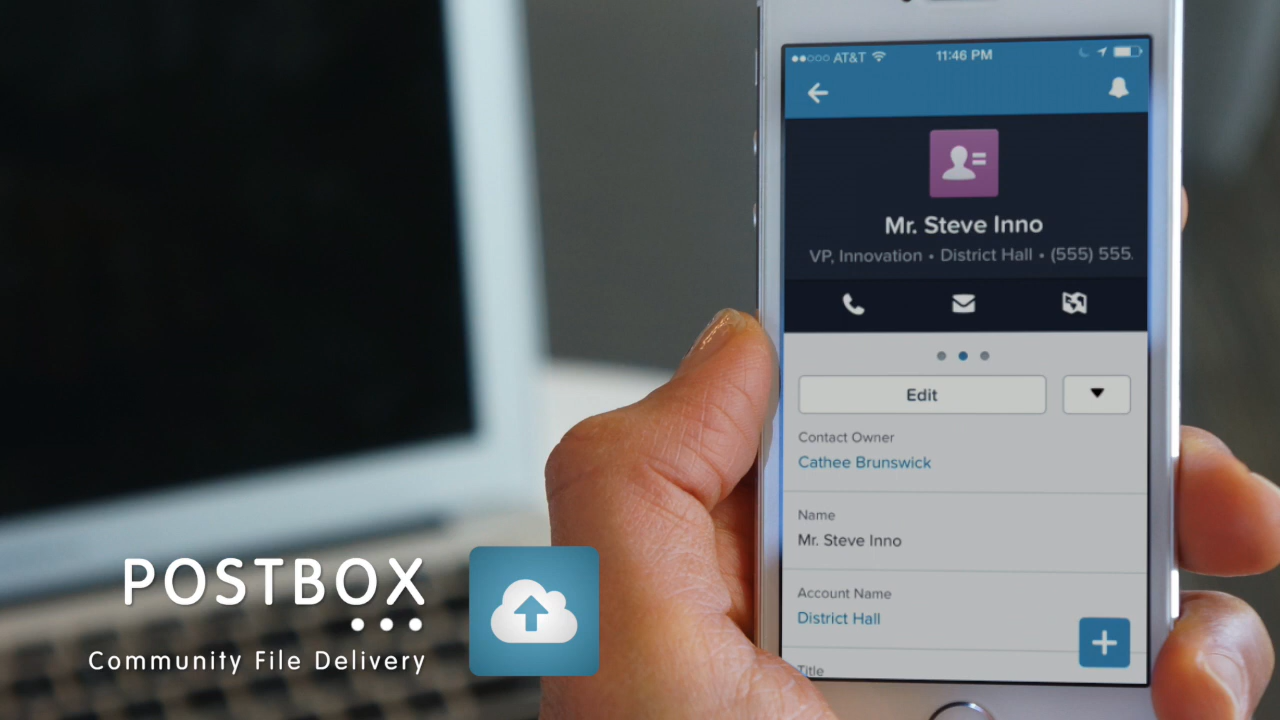 AT&T 11:46 PM
Mr. Steve Inno
VP, Innovation • District Hall • (555) 555.
Edit
Contact Owner
Cathee Brunswick
Name
Mr. Steve Inno
Account Name
District Hall
Title
POSTBOX
Community File Delivery